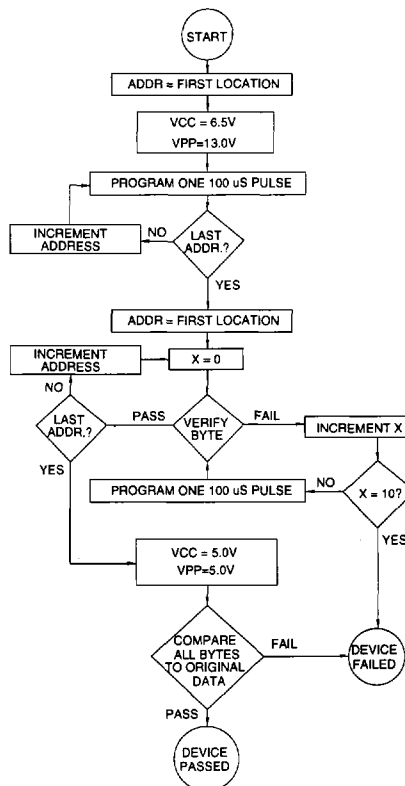 START
ADDR = FIRST LOCATION
VCC = 6.5V
VPP=13.0V
PROGRAM ONE 100 uS PULSE
INCREMENT
ADDRESS
NO
LAST
ADDR.?
YES
ADDR = FIRST LOCATION
INCREMENT
ADDRESS
X = 0
NO
LAST
ADDR.?
PASS
VERIFY
BYTE
FAIL
INCREMENT X
YES
PROGRAM ONE 100 uS PULSE
NO
X = 10?
YES
VCC = 5.0V
VPP=5.0V
COMPARE
ALL BYTES
TO ORIGINAL
DATA
FAIL
DEVICE
FAILED
PASS
DEVICE
PASSED